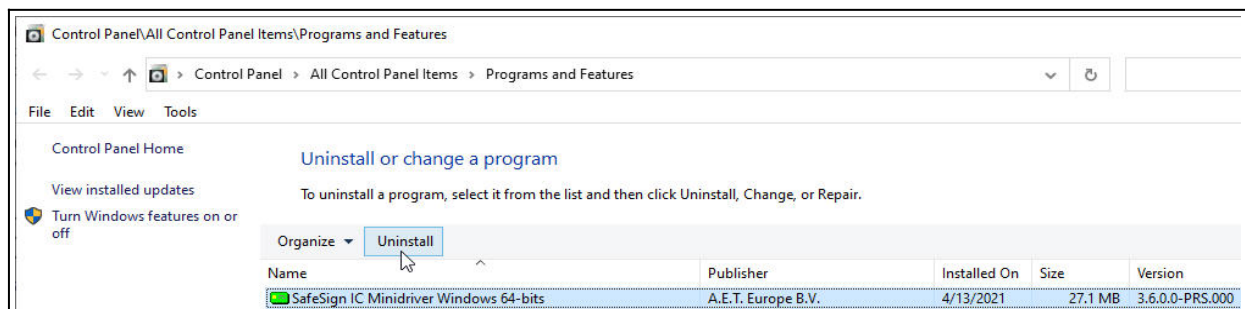 Control Panel\All Control Panel Items\Programs and Features
Control Panel > All Control Panel Items > Programs and Features
File Edit View Tools
Control Panel Home
View installed updates
Turn Windows features on or
off
Uninstall or change a program
To uninstall a program, select it from the list and then click Uninstall, Change, or Repair.
Organize Uninstall
Name Publisher Installed On Size Version
SafeSign IC Minidriver Windows 64-bits A.E.T. Europe B.V. 4/13/2021 27.1 MB 3.6.0.0-PRS.000